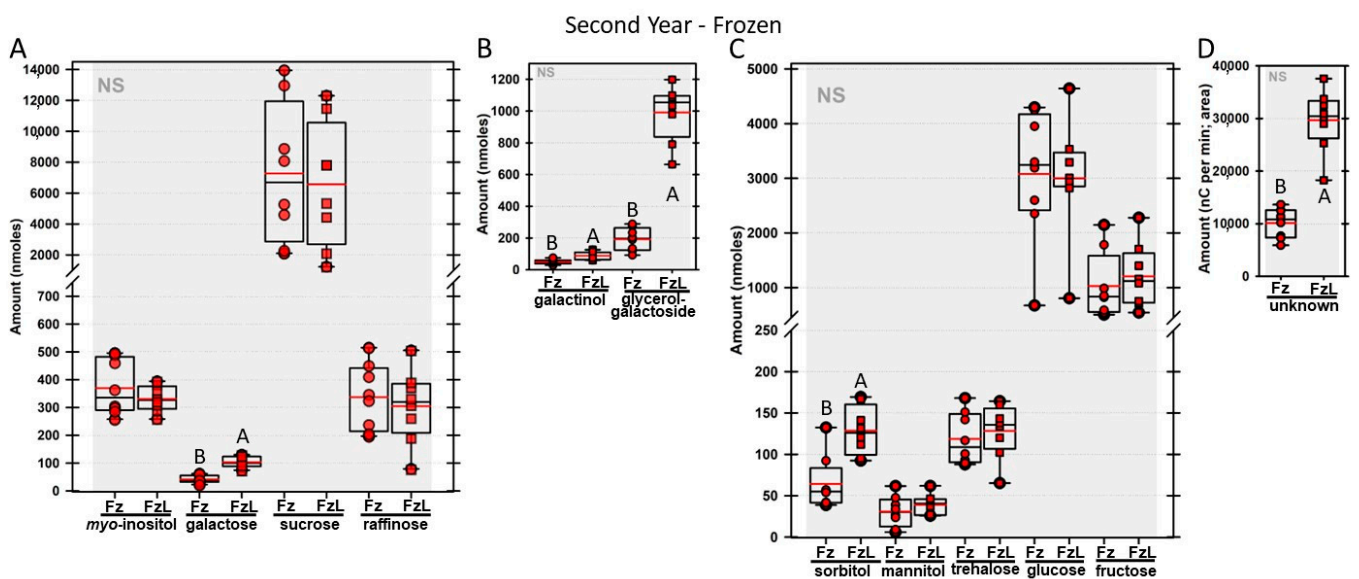 Second Year - Frozen
A
Amount (nmoles)
14000
12000
10000
8000
6000
4000
2000
700
600
500
400
300
200
100
0
NS
B
A
Fz FzL Fz FzL Fz FzL Fz FzL
myo-inositol galactose sucrose raffinose
B
Amount (nmoles)
1200
1000
800
600
400
200
0
NS
B
A
B
A
Fz FzL Fz FzL
galactinol glycerol-
galactoside
C
Amount (nmoles)
5000
4000
3000
2000
1000
250
200
150
100
50
0
NS
B
A
Fz FzL Fz FzL Fz FzL Fz FzL Fz FzL
sorbitol mannitol trehalose glucose fructose
D
Amount (nC per min; area)
40000
30000
20000
10000
0
NS
B
A
Fz FzL
unknown